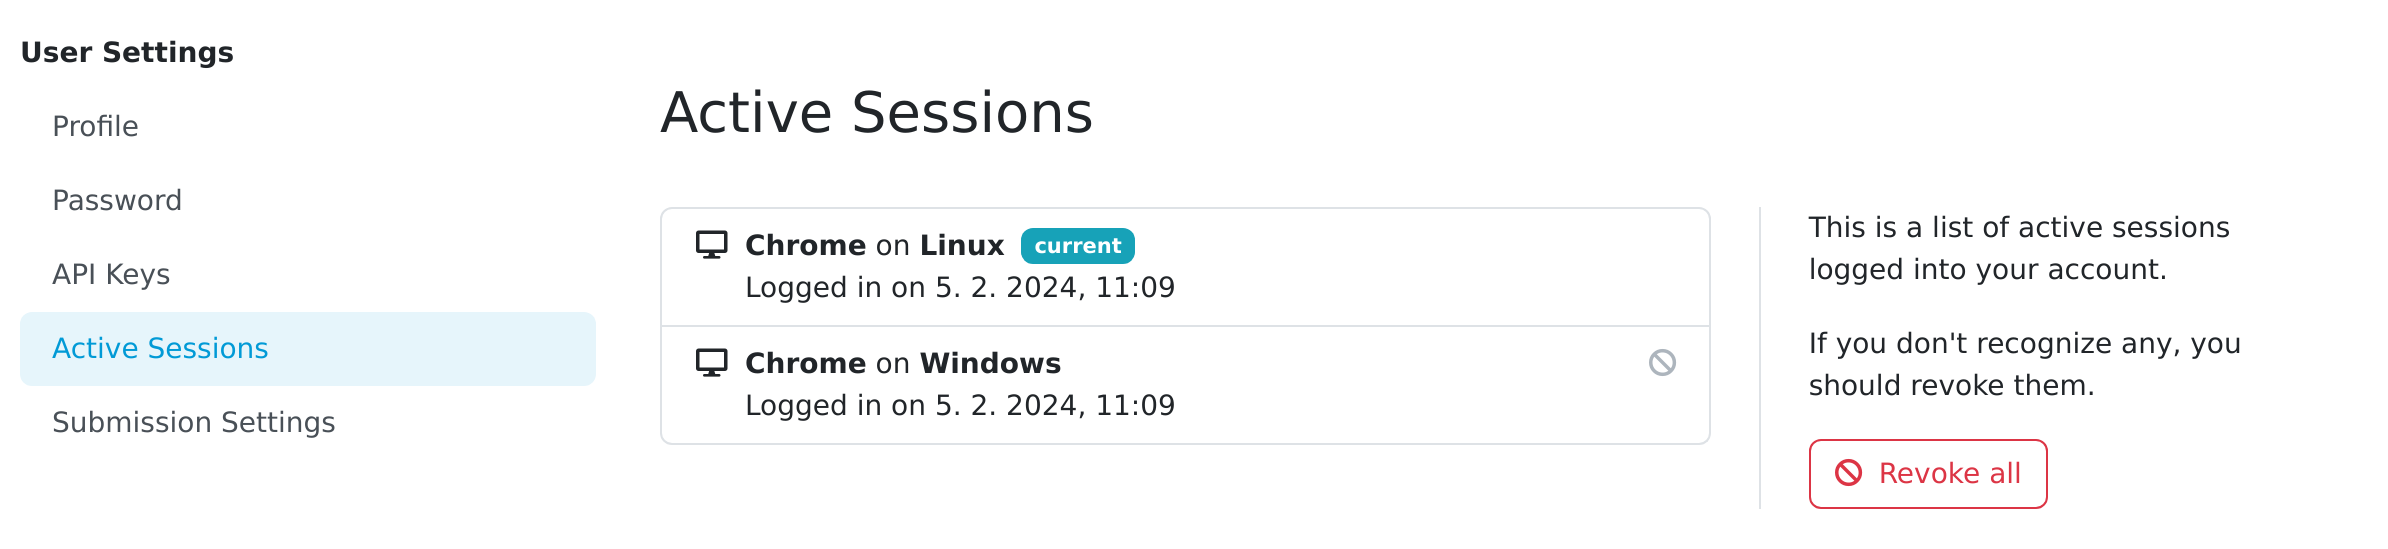 User Settings
Profile
Password
API Keys
Active Sessions
Submission Settings
Active Sessions
Chrome on Linux current
Logged in on 5. 2. 2024, 11:09
Chrome on Windows
Logged in on 5. 2. 2024, 11:09
This is a list of active sessions
logged into your account.
If you don't recognize any, you
should revoke them.
Revoke all